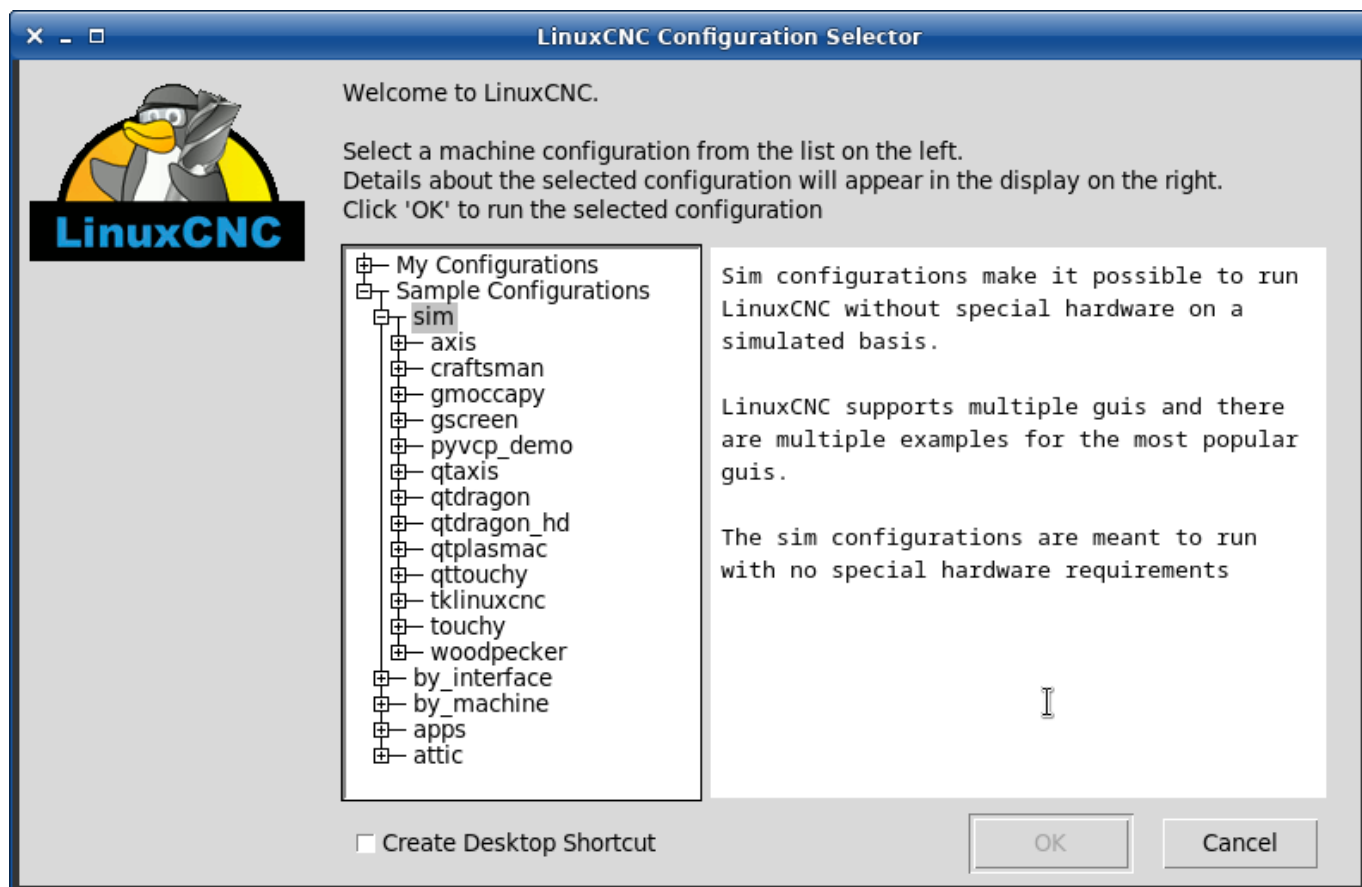 LinuxCNC Configuration Selector
LinuxCNC
Welcome to LinuxCNC.
Select a machine configuration from the list on the left.
Details about the selected configuration will appear in the display on the right.
Click 'OK' to run the selected configuration
My Configurations
Sample Configurations
sim
axis
craftsman
gmoccapy
gscreen
pyvcp_demo
qtaxis
qtdragon
qtdragon_hd
qtplasmac
qttouchy
tklinuxcnc
touchy
woodpecker
by_interface
by_machine
apps
attic
Sim configurations make it possible to run
LinuxCNC without special hardware on a
simulated basis.
LinuxCNC supports multiple guis and there
are multiple examples for the most popular
guis.
The sim configurations are meant to run
with no special hardware requirements
Create Desktop Shortcut
OK
Cancel